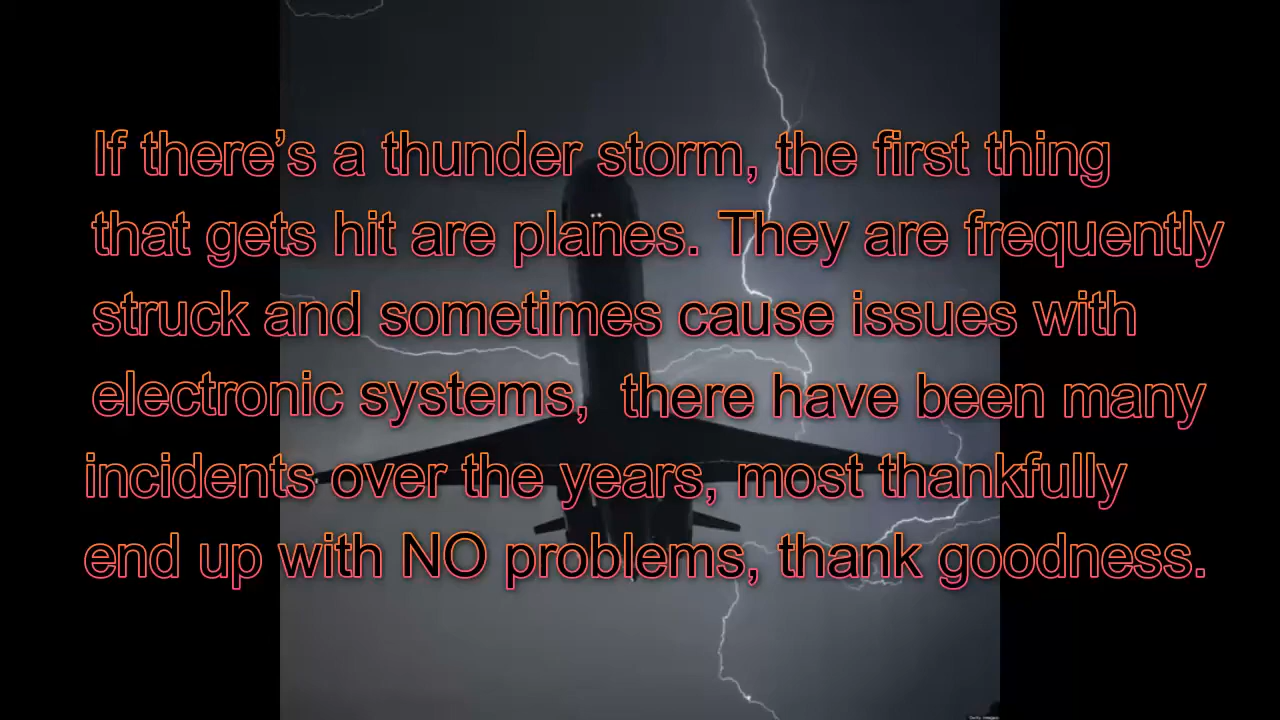 If there’s a thunder storm, the first thing
that gets hit are planes. They are frequently
struck and sometimes cause issues with
electronic systems, there have been many
incidents over the years, most thankfully
end up with NO problems, thank goodness.